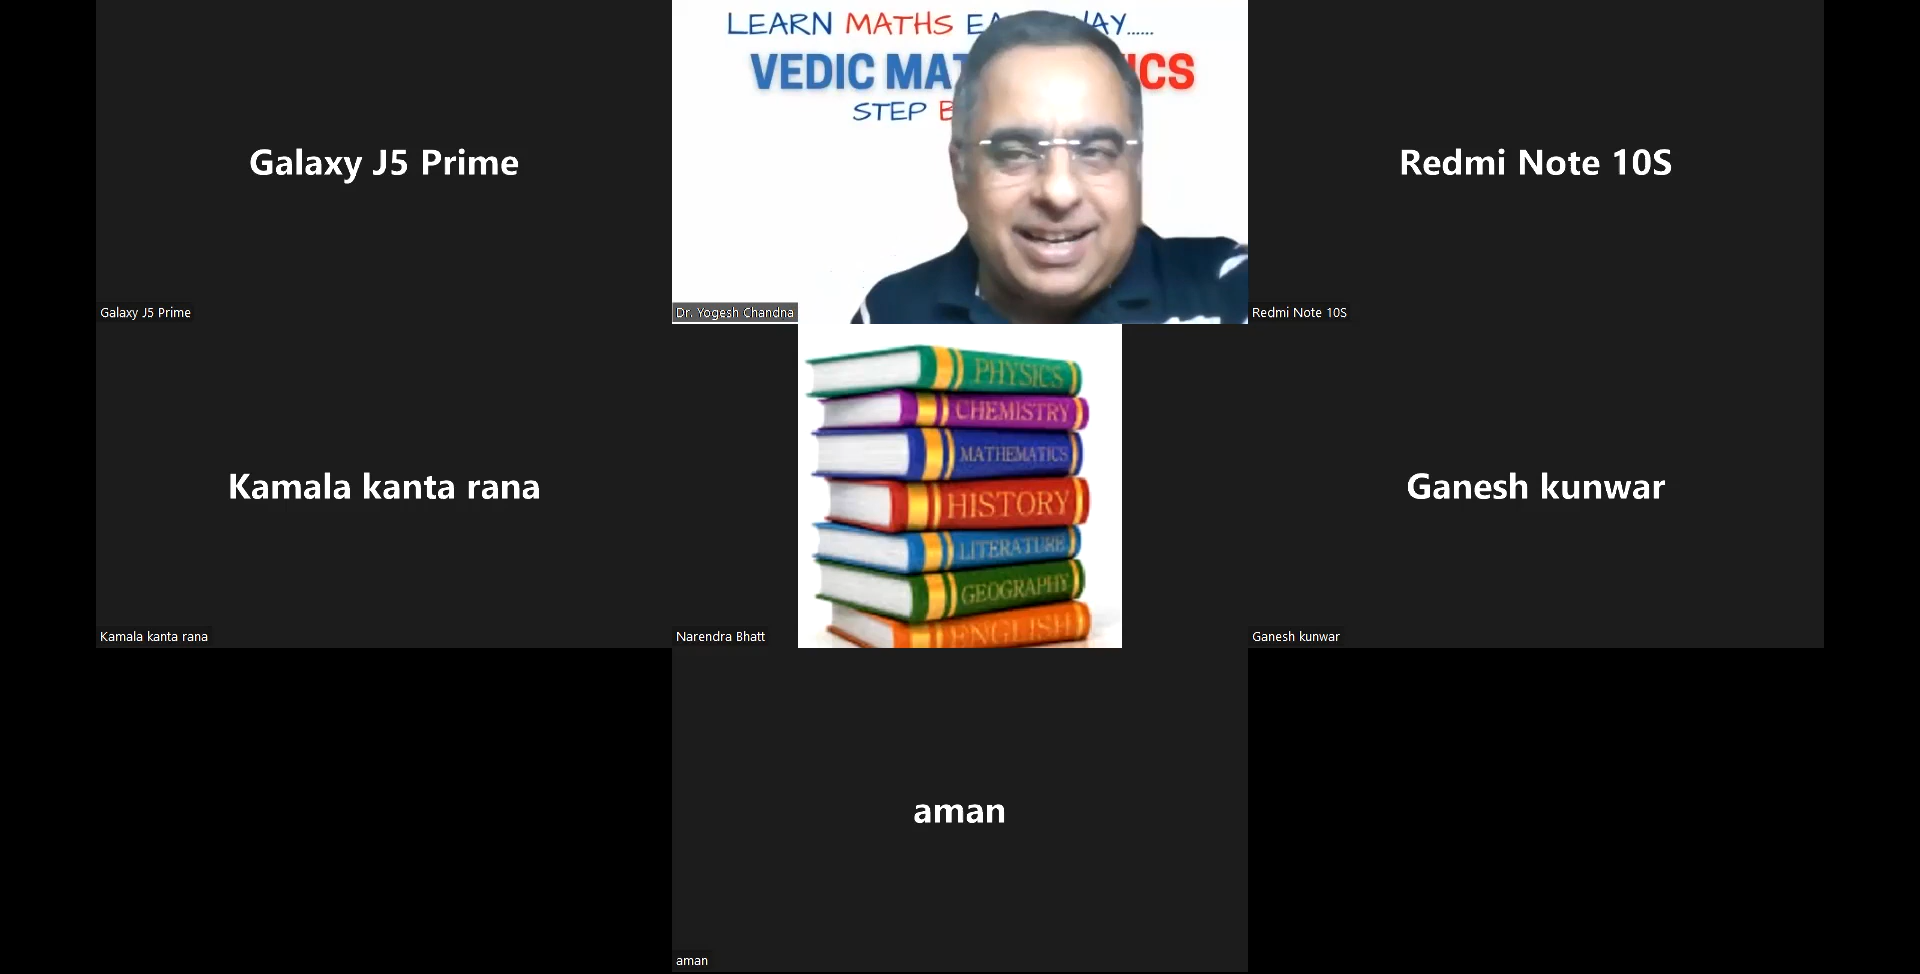 LEARN MATHS EA WAY......
VEDIC MAT ICS
STEP B
Galaxy J5 Prime
Redmi Note 10S
Galaxy J5 Prime
Dr. Yogesh Chandna
Redmi Note 10S
PHYSICS
CHEMISTRY
MATHEMATICS
Kamala kanta rana
HISTORY
Ganesh kunwar
LITERATURE
GEOGRAPHY
ENGLISH
Kamala kanta rana
Narendra Bhatt
Ganesh kunwar
aman
aman